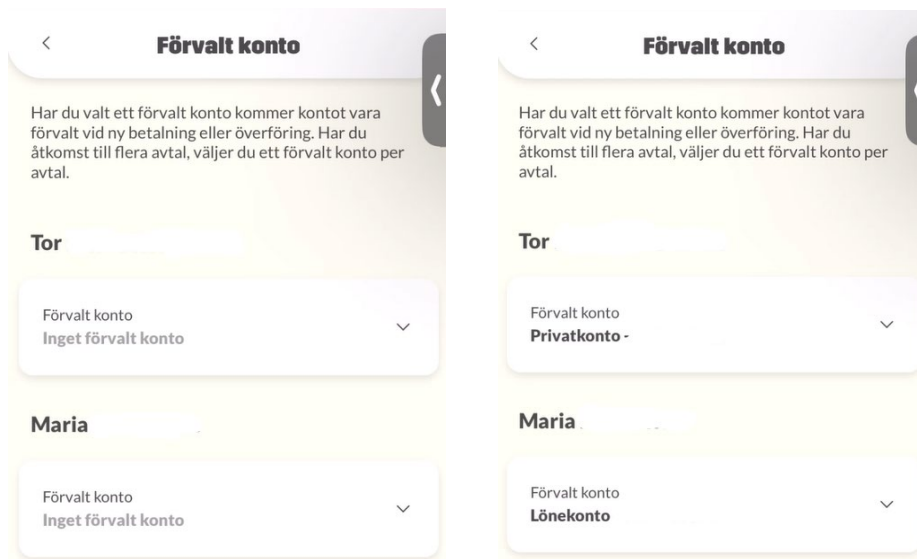 Förvalt konto
Har du valt ett förvalt konto kommer kontot vara
förvalt vid ny betalning eller överföring. Har du
åtkomst till flera avtal, väljer du ett förvalt konto per
avtal.
Tor
Förvalt konto
Inget förvalt konto
Maria
Förvalt konto
Inget förvalt konto
Förvalt konto
Har du valt ett förvalt konto kommer kontot vara
förvalt vid ny betalning eller överföring. Har du
åtkomst till flera avtal, väljer du ett förvalt konto per
avtal.
Tor
Förvalt konto
Privatkonto -
Maria
Förvalt konto
Lönekonto